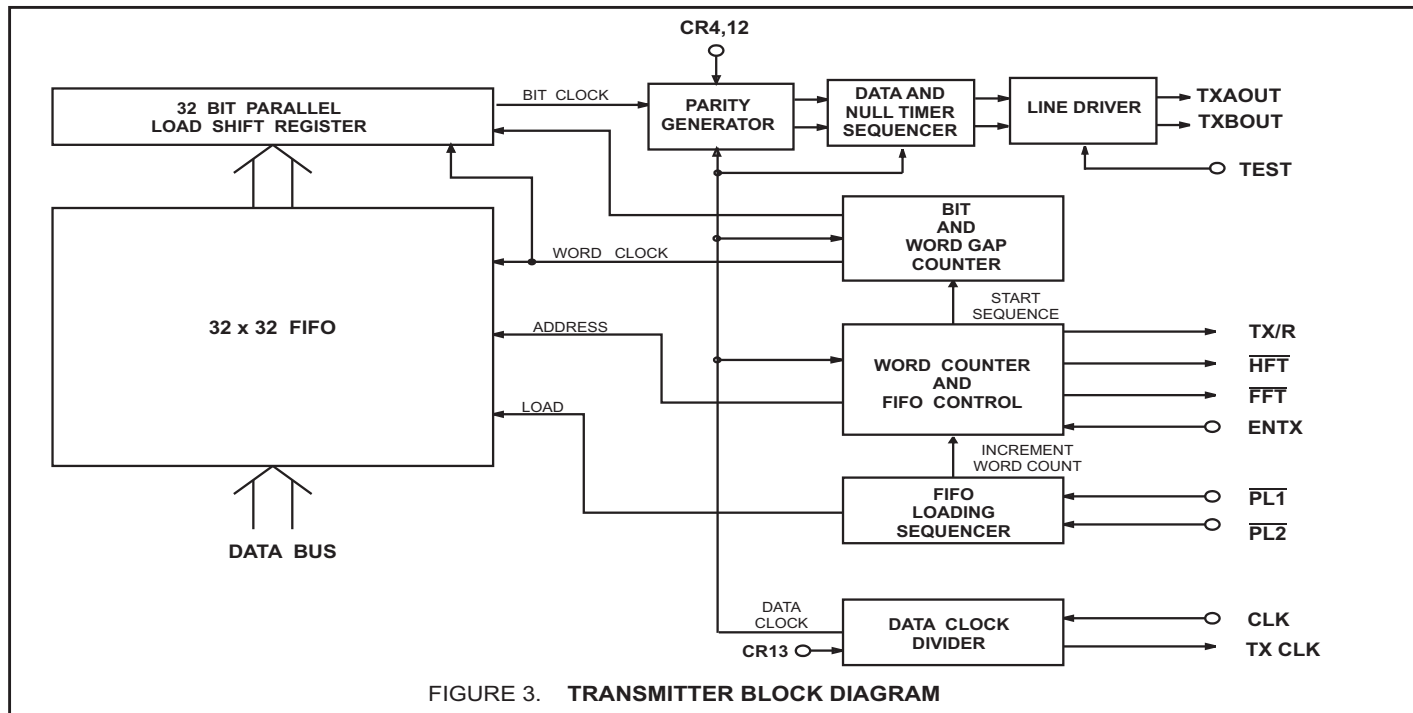 CR4,12
32 BIT PARALLEL
LOAD SHIFT REGISTER
BIT CLOCK
PARITY
GENERATOR
DATA AND
NULL TIMER
SEQUENCER
LINE DRIVER
TXAOUT
TXBOUT
TEST
BIT
AND
WORD GAP
COUNTER
WORD CLOCK
START
SEQUENCE
32 x 32 FIFO
ADDRESS
WORD COUNTER
AND
FIFO CONTROL
TX/R
HFT
FFT
ENTX
LOAD
INCREMENT
WORD COUNT
FIFO
LOADING
SEQUENCER
PL1
PL2
DATA BUS
DATA
CLOCK
DATA CLOCK
DIVIDER
CLK
TX CLK
CR13
FIGURE 3. TRANSMITTER BLOCK DIAGRAM